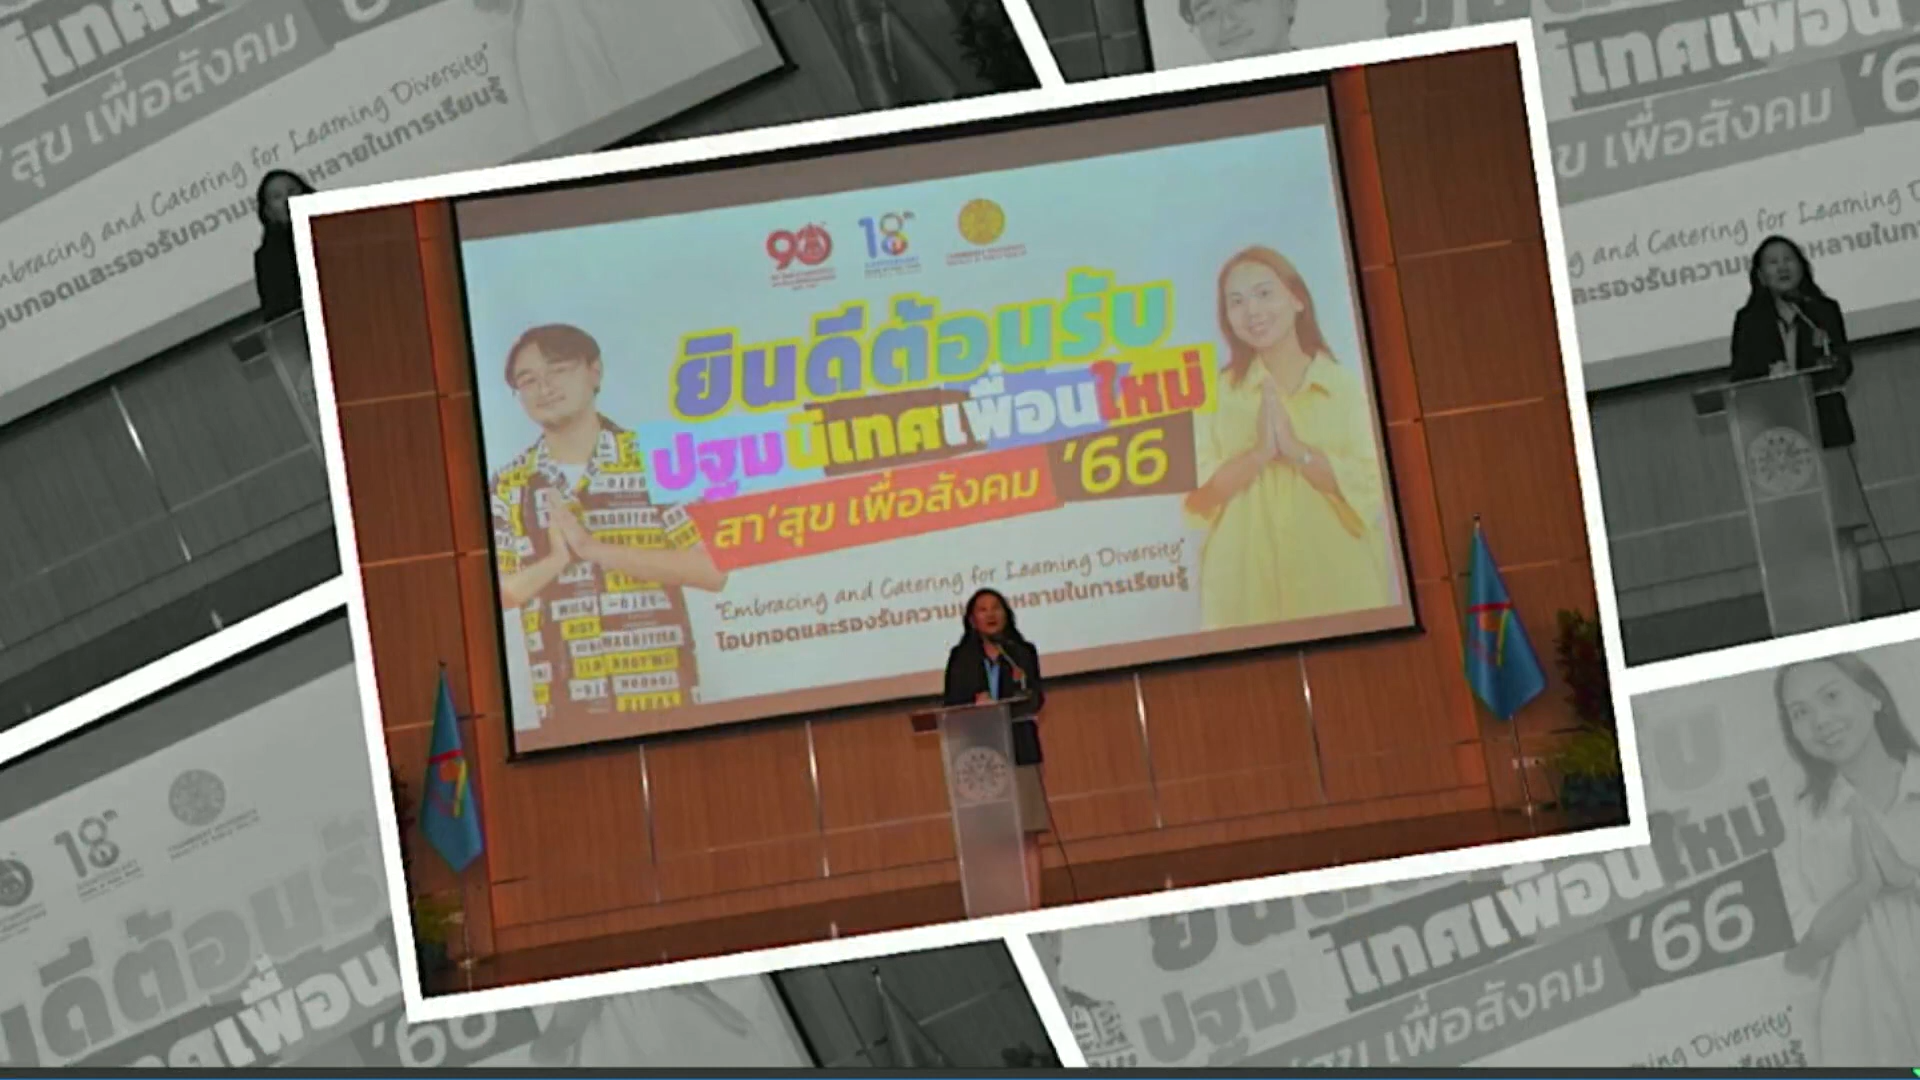 90
18th
ยินดีต้อนรับ
ปฐมนิเทศเพื่อนใหม่
สา'สุข เพื่อสังคม '66
"Embracing and Catering for Learning Diversity"
โอบกอดและรองรับความ หลายในการเรียนรู้